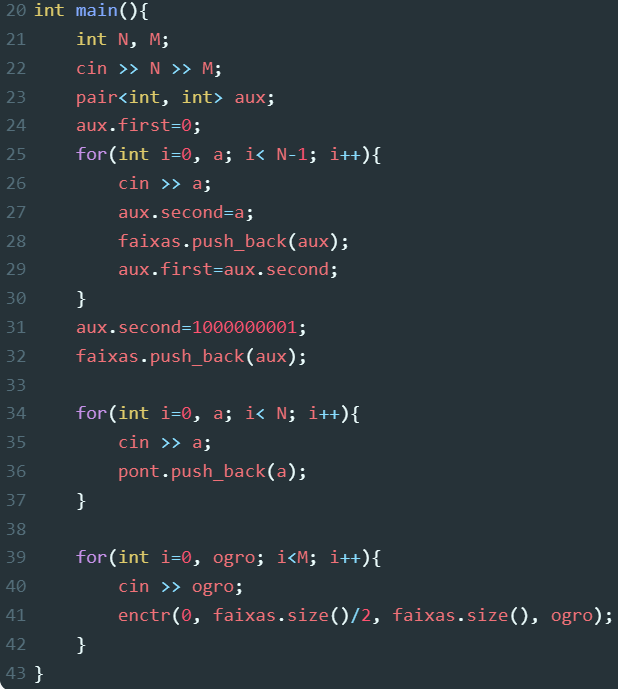 20 int main(){
21     int N, M;
22     cin >> N >> M;
23     pair<int, int> aux;
24     aux.first=0;
25     for(int i=0, a; i< N-1; i++){
26         cin >> a;
27         aux.second=a;
28         faixas.push_back(aux);
29         aux.first=aux.second;
30     }
31     aux.second=1000000001;
32     faixas.push_back(aux);
33
34     for(int i=0, a; i< N; i++){
35         cin >> a;
36         pont.push_back(a);
37     }
38
39     for(int i=0, ogro; i<M; i++){
40         cin >> ogro;
41         enctr(0, faixas.size()/2, faixas.size(), ogro);
42     }
43 }